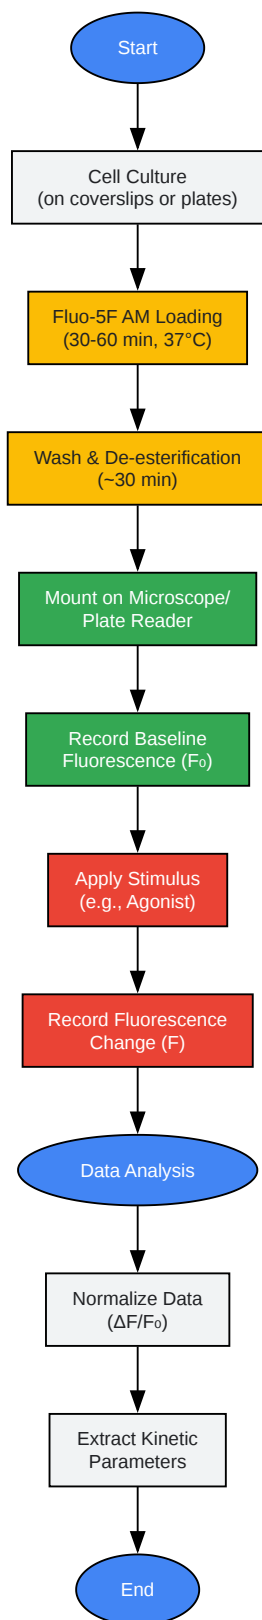 Start
Cell Culture
(on coverslips or plates)
Fluo-5F AM Loading
(30-60 min, 37°C)
Wash & De-esterification
(~30 min)
Mount on Microscope/
Plate Reader
Record Baseline
Fluorescence (F₀)
Apply Stimulus
(e.g., Agonist)
Record Fluorescence
Change (F)
Data Analysis
Normalize Data
(ΔF/F₀)
Extract Kinetic
Parameters
End